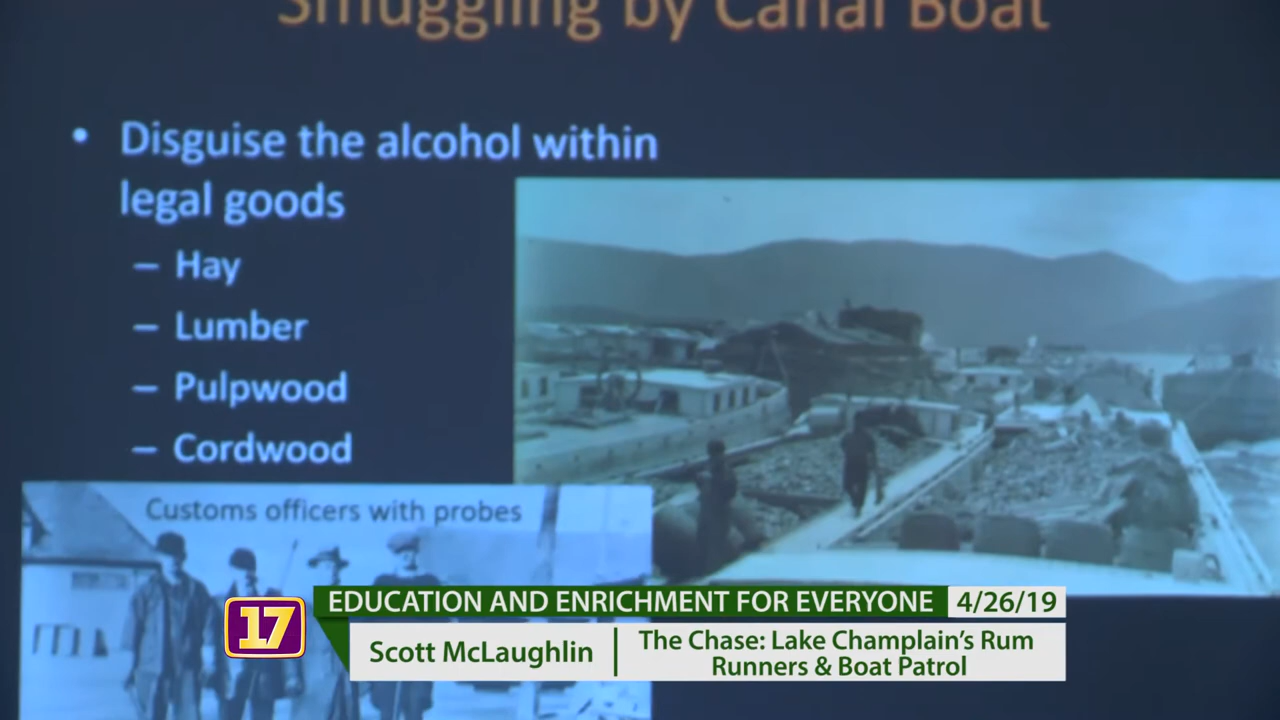 Smuggling by Canal Boat
• Disguise the alcohol within
legal goods
– Hay
– Lumber
– Pulpwood
– Cordwood
Customs officers with probes
17
EDUCATION AND ENRICHMENT FOR EVERYONE
4/26/19
Scott McLaughlin
The Chase: Lake Champlain's Rum
Runners & Boat Patrol